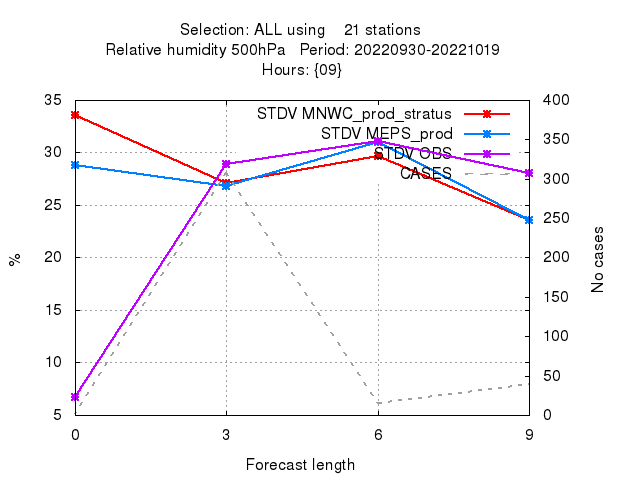 Selection: ALL using    21 stations
Relative humidity 500hPa   Period: 20220930-20221019
Hours: {09}
35 400
STDV MNWC_prod_stratus
STDV MEPS_prod
350
30
STDV OBS
CASES
300
25
250
20 200
%
No cases
15
150
100
10
50
5 0
0 3 6 9
Forecast length